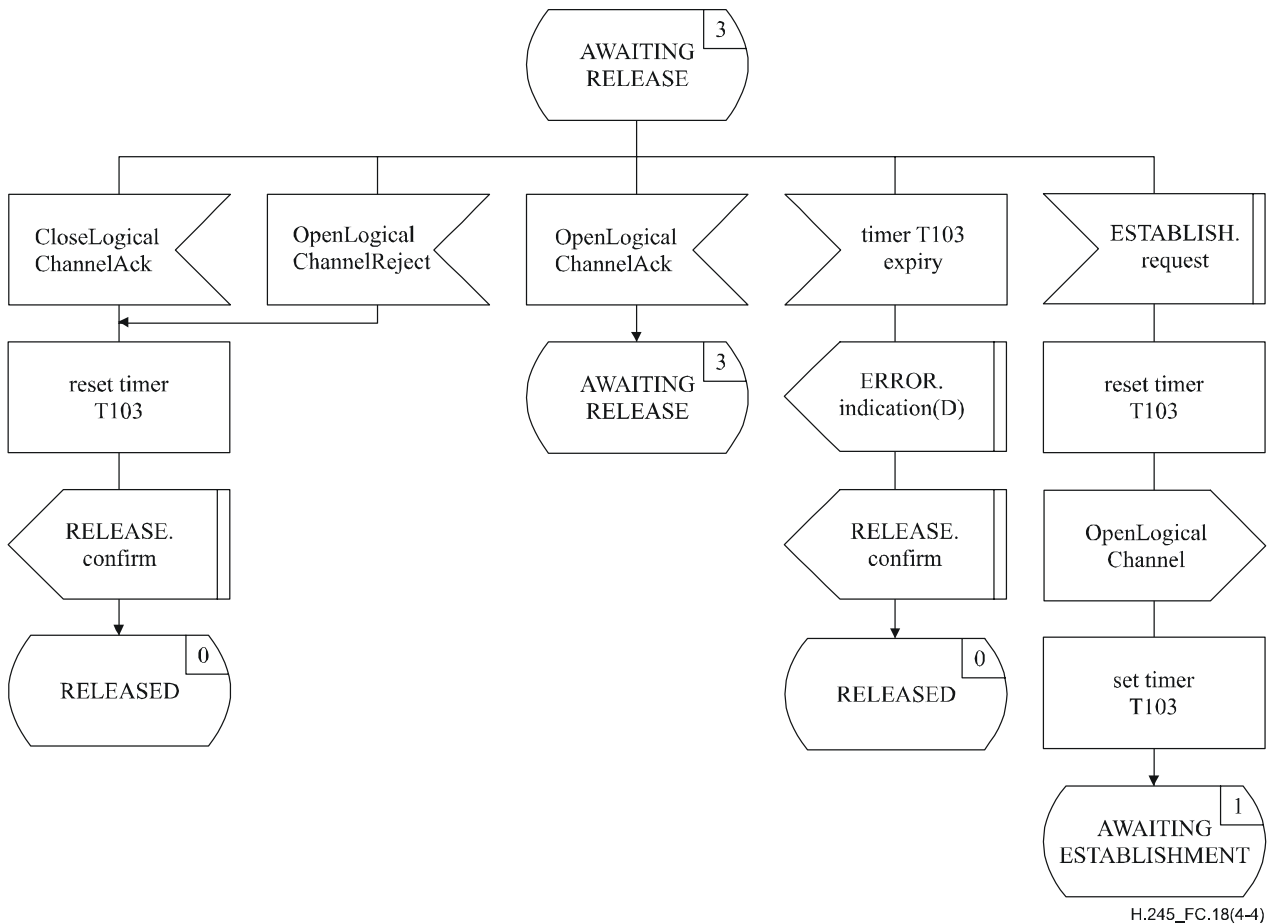 3
AWAITING
RELEASE
CloseLogical
ChannelAck
OpenLogical
ChannelReject
OpenLogical
ChannelAck
timer T103
expiry
ESTABLISH.
request
reset timer
T103
3
AWAITING
RELEASE
ERROR.
indication(D)
reset timer
T103
RELEASE.
confirm
RELEASE.
confirm
OpenLogical
Channel
0
RELEASED
0
RELEASED
set timer
T103
1
AWAITING
ESTABLISHMENT
H.245_FC.18(4-4)